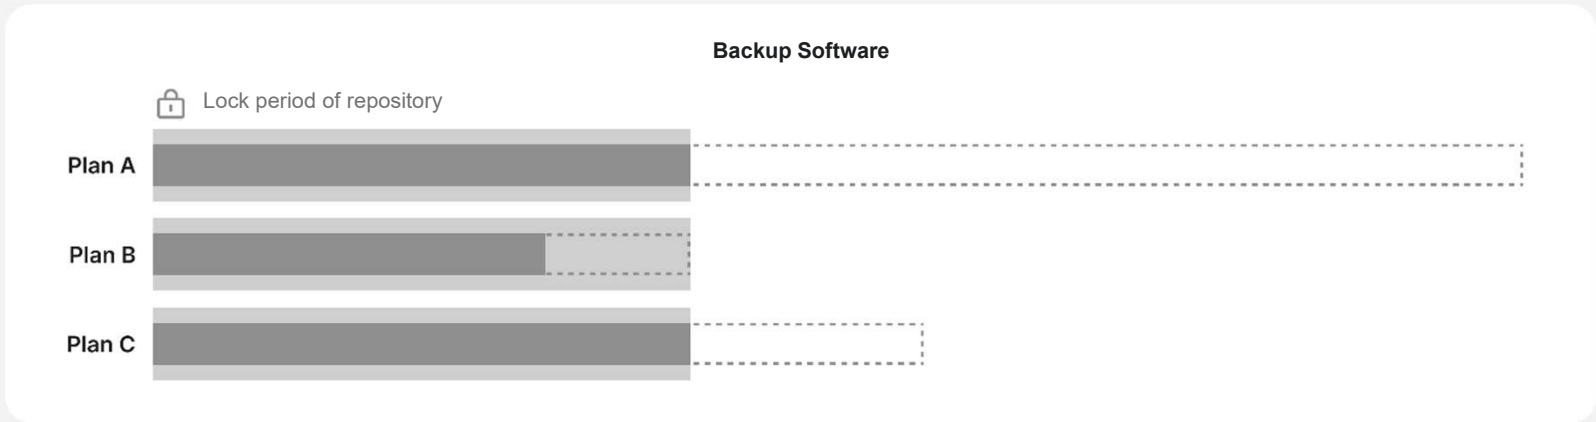 Backup Software
Lock period of repository
Plan A
Plan B
Plan C